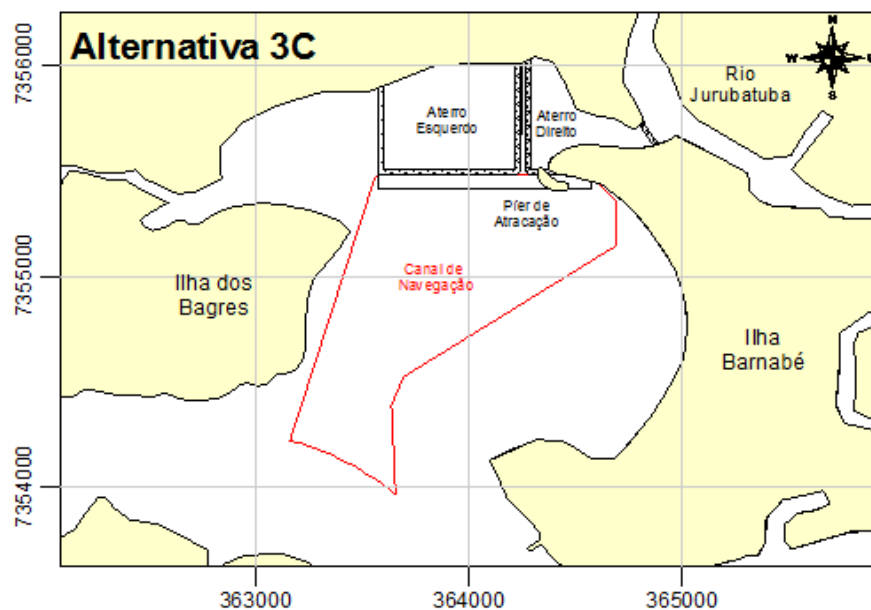 Alternativa 3C
N
W
S
Rio
Jurubatuba
Aterro
Esquerdo
Aterro
Direito
Píer de
Atracação
Canal de
Navegação
Ilha dos
Bagres
Ilha
Barnabé
7356000
7355000
7354000
363000
364000
365000